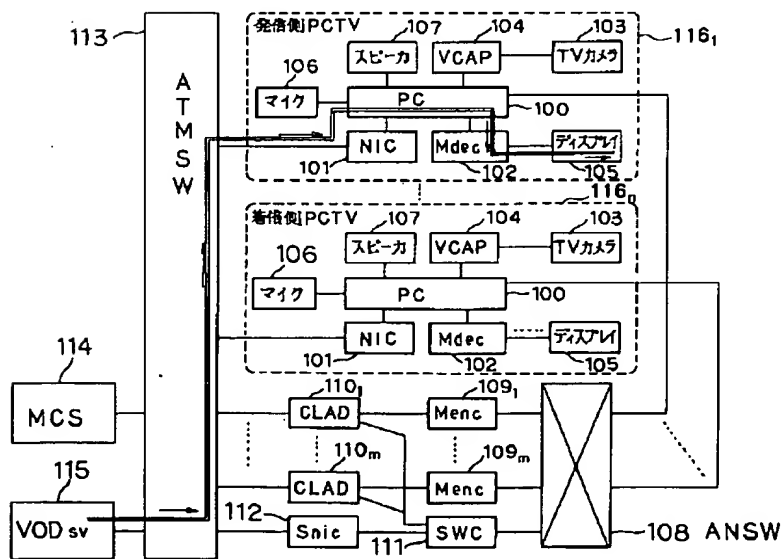 113
ATMSW
発信側PCTV
116₁
107
104
103
スピーカ
VCAP
TVカメラ
106
マイク
PC
100
NIC
Mdec
ディスプレイ
101
102
105
116n
着信側PCTV
107
104
103
スピーカ
VCAP
TVカメラ
106
マイク
PC
100
NIC
Mdec
ディスプレイ
101
102
105
114
MCS
110₁
109₁
CLAD
Menc
110m
109m
CLAD
Menc
115
VOD sv
112
Snic
SWC
111
108 ANSW